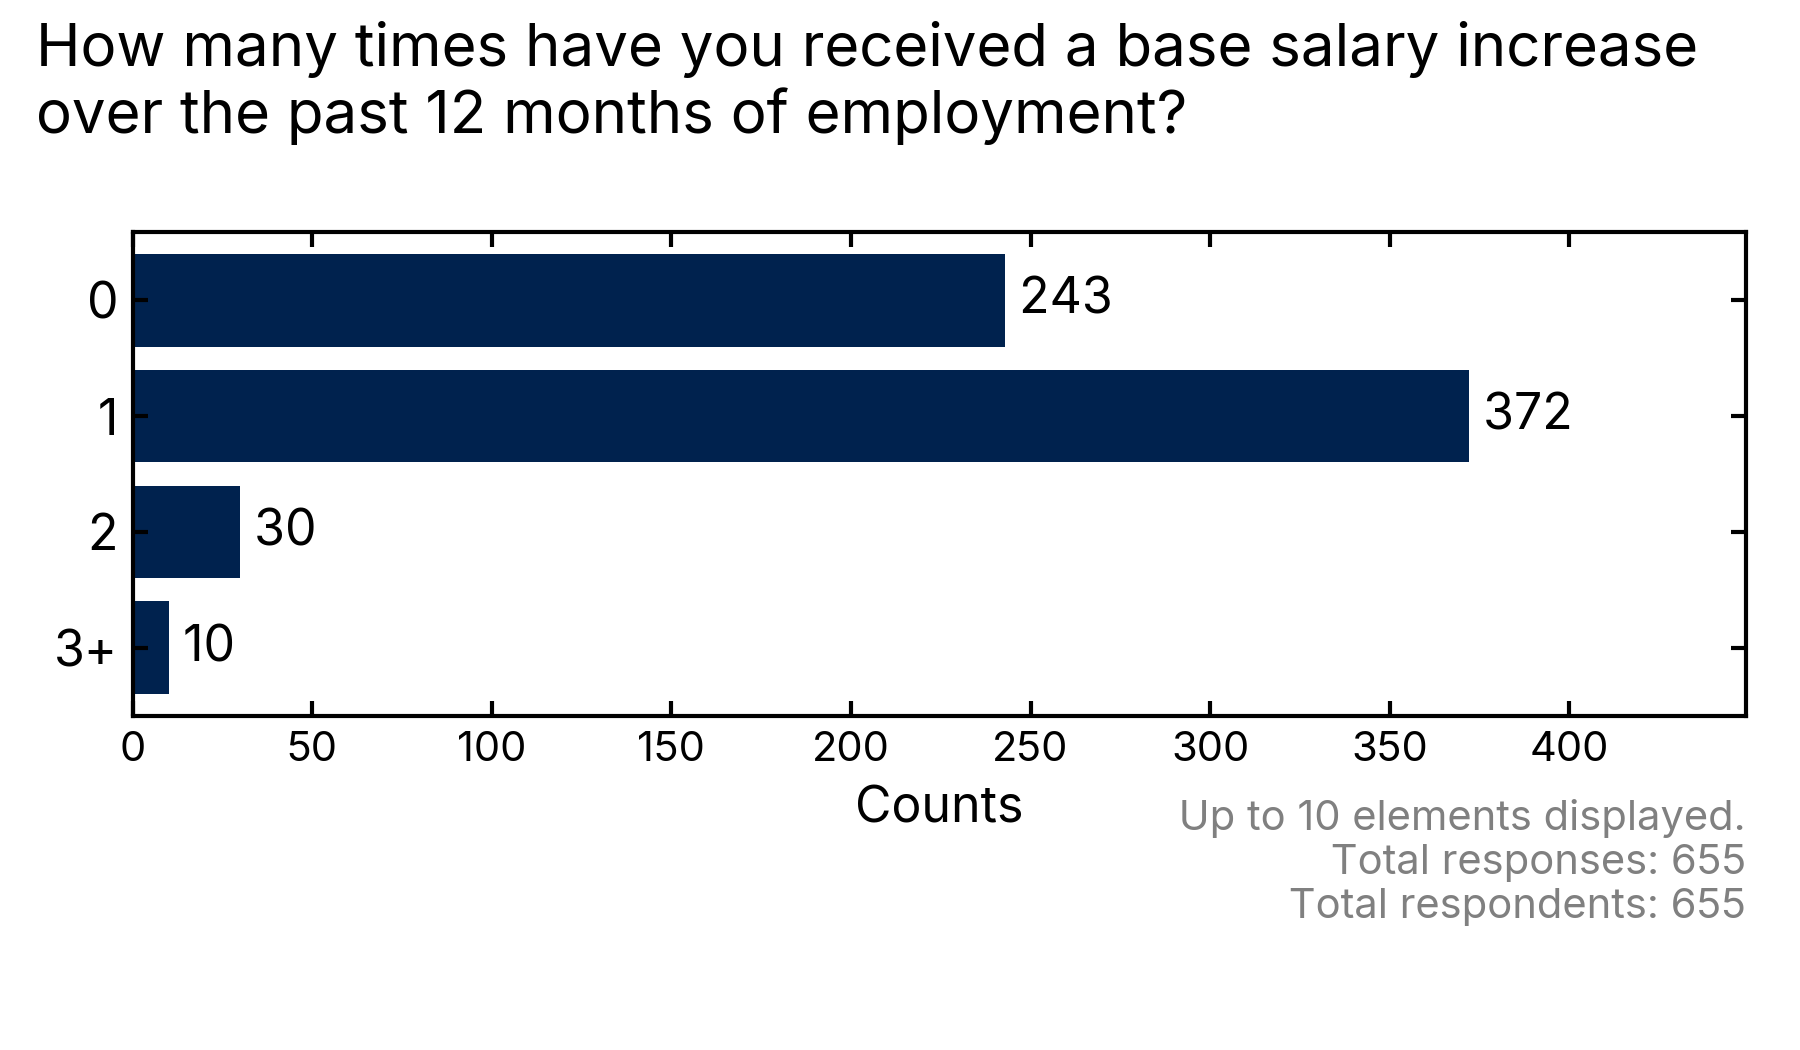 How many times have you received a base salary increase
over the past 12 months of employment?
0
243
1
372
2
30
3+
10
0 50 100 150 200 250 300 350 400
Counts
Up to 10 elements displayed.
Total responses: 655
Total respondents: 655